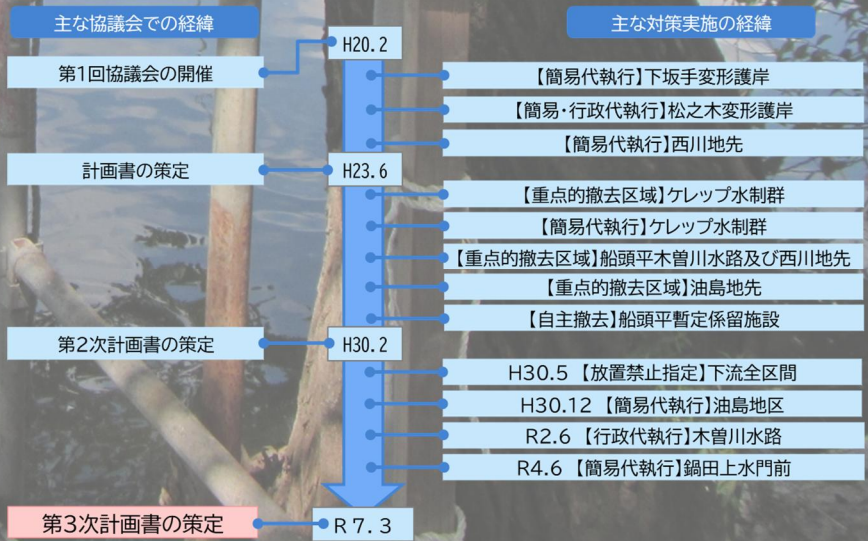 主な協議会での経緯
主な対策実施の経緯
H20.2
第1回協議会の開催
【簡易代執行】下坂手変形護岸
【簡易・行政代執行】松之木変形護岸
【簡易代執行】西川地先
計画書の策定
H23.6
【重点的撤去区域】ケレップ水制群
【簡易代執行】ケレップ水制群
【重点的撤去区域】船頭平木曽川水路及び西川地先
【重点的撤去区域】油島地先
【自主撤去】船頭平暫定係留施設
第2次計画書の策定
H30.2
H30.5 【放置禁止指定】下流全区間
H30.12 【簡易代執行】油島地区
R2.6 【行政代執行】木曽川水路
R4.6 【簡易代執行】鍋田上水門前
第3次計画書の策定
R7.3